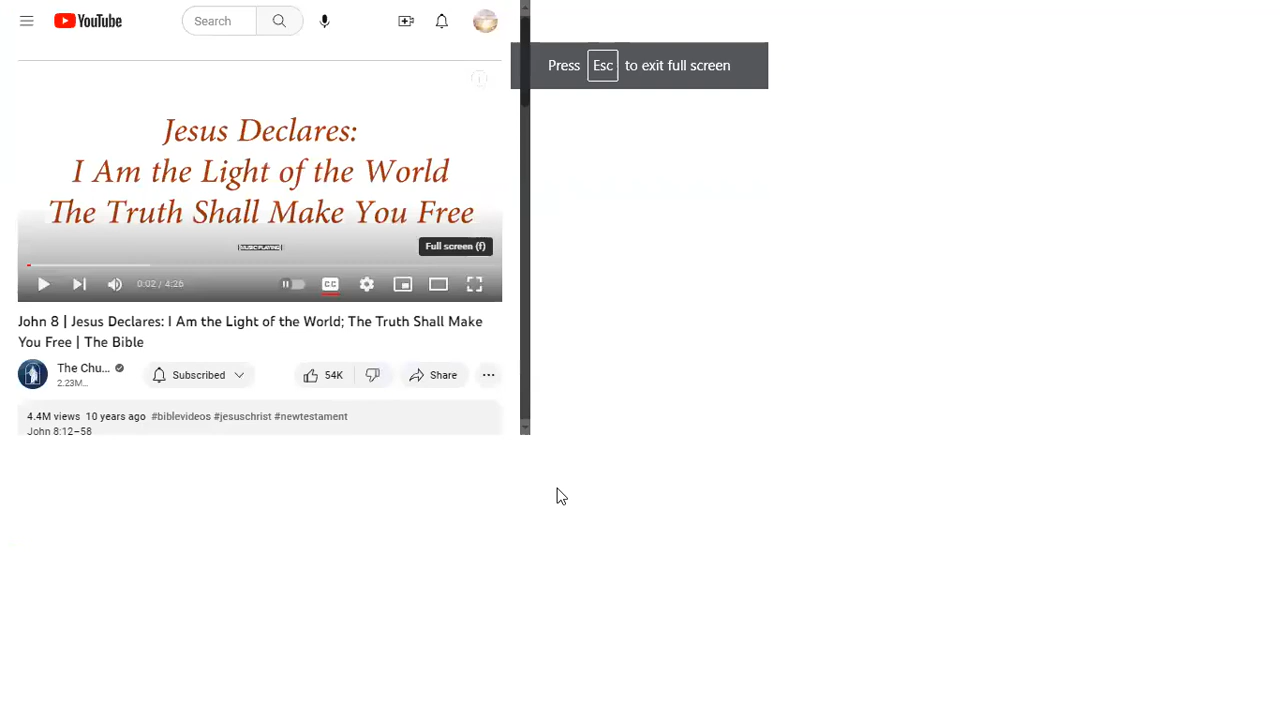 YouTube
Search
Press Esc to exit full screen
Jesus Declares:
I Am the Light of the World
The Truth Shall Make You Free
[MUSIC PLAYING]
Full screen (f)
0:02 / 4:26
CC
John 8 | Jesus Declares: I Am the Light of the World; The Truth Shall Make
You Free | The Bible
The Chu...
2.23M...
Subscribed
54K
Share
4.4M views 10 years ago #biblevideos #jesuschrist #newtestament
John 8:12–58